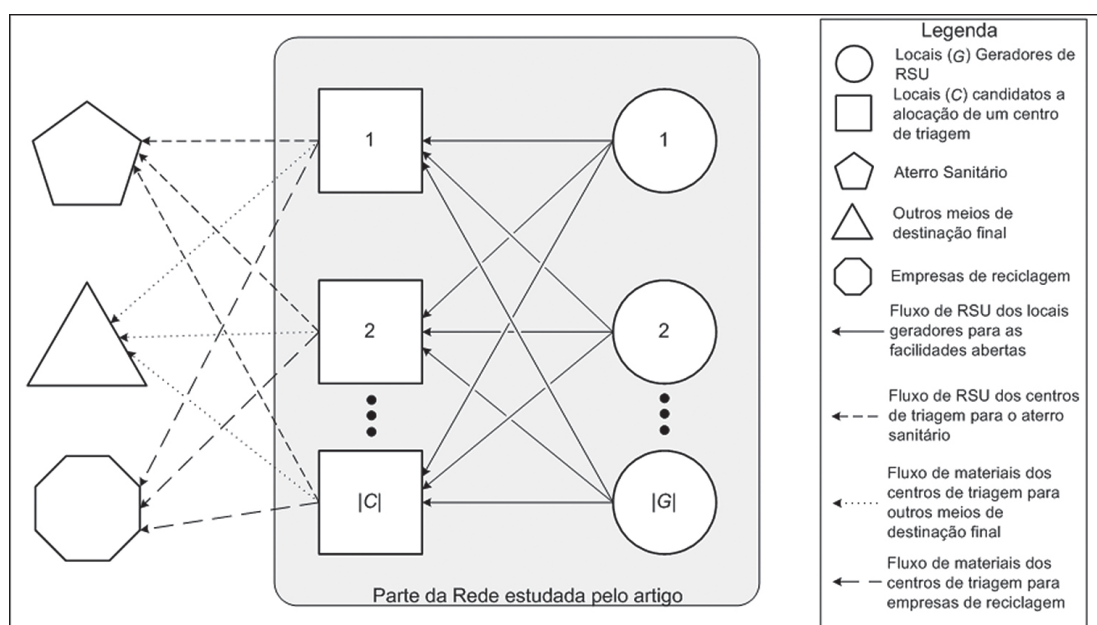 1
1
2
2
|C|
|G|
Parte da Rede estudada pelo artigo
Legenda
Locais (G) Geradores de
RSU
Locais (C) candidatos a
alocação de um centro
de triagem
Aterro Sanitário
Outros meios de
destinação final
Empresas de reciclagem
Fluxo de RSU dos locais
geradores para as
facilidades abertas
Fluxo de RSU dos centros
de triagem para o aterro
sanitário
Fluxo de materiais dos
centros de triagem para
outros meios de
destinação final
Fluxo de materiais dos
centros de triagem para
empresas de reciclagem